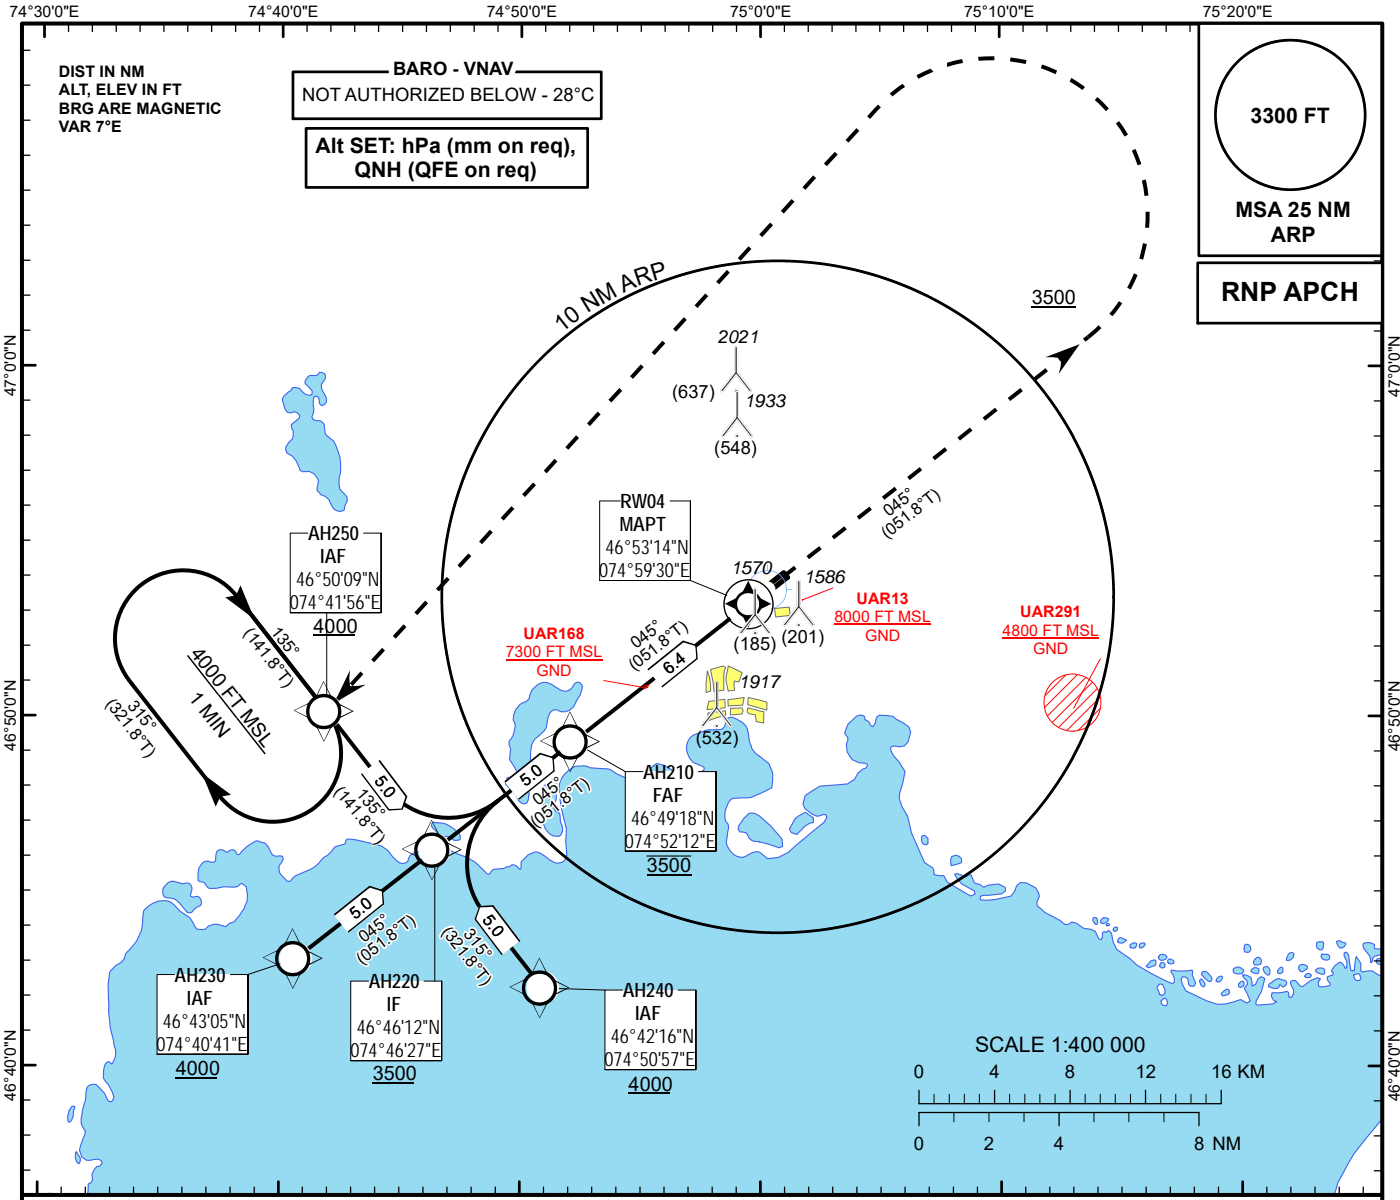 74°30'0"E
74°40'0"E
74°50'0"E
75°0'0"E
75°10'0"E
75°20'0"E
DIST IN NM
ALT, ELEV IN FT
BRG ARE MAGNETIC
VAR 7°E
BARO - VNAV
NOT AUTHORIZED BELOW - 28°C
Alt SET: hPa (mm on req),
QNH (QFE on req)
3300 FT
MSA 25 NM
ARP
RNP APCH
10 NM ARP
3500
2021
(637)
1933
(548)
47°0'0"N
47°0'0"N
045°
(051.8°T)
RW04
MAPT
46°53'14"N
074°59'30"E
AH250
IAF
46°50'09"N
074°41'56"E
4000
1570
1586
(185)
(201)
UAR13
8000 FT MSL
GND
UAR291
4800 FT MSL
GND
UAR168
7300 FT MSL
GND
045°
(051.8°T)
6.4
135°
(141.8°T)
4000 FT MSL
1 MIN
315°
(321.8°T)
1917
(532)
46°50'0"N
46°50'0"N
5.0
135°
(141.8°T)
5.0
045°
(051.8°T)
AH210
FAF
46°49'18"N
074°52'12"E
3500
5.0
045°
(051.8°T)
5.0
315°
(321.8°T)
AH230
IAF
46°43'05"N
074°40'41"E
4000
AH220
IF
46°46'12"N
074°46'27"E
3500
AH240
IAF
46°42'16"N
074°50'57"E
4000
46°40'0"N
46°40'0"N
SCALE 1:400 000
0 4 8 12 16 KM
0 2 4 8 NM